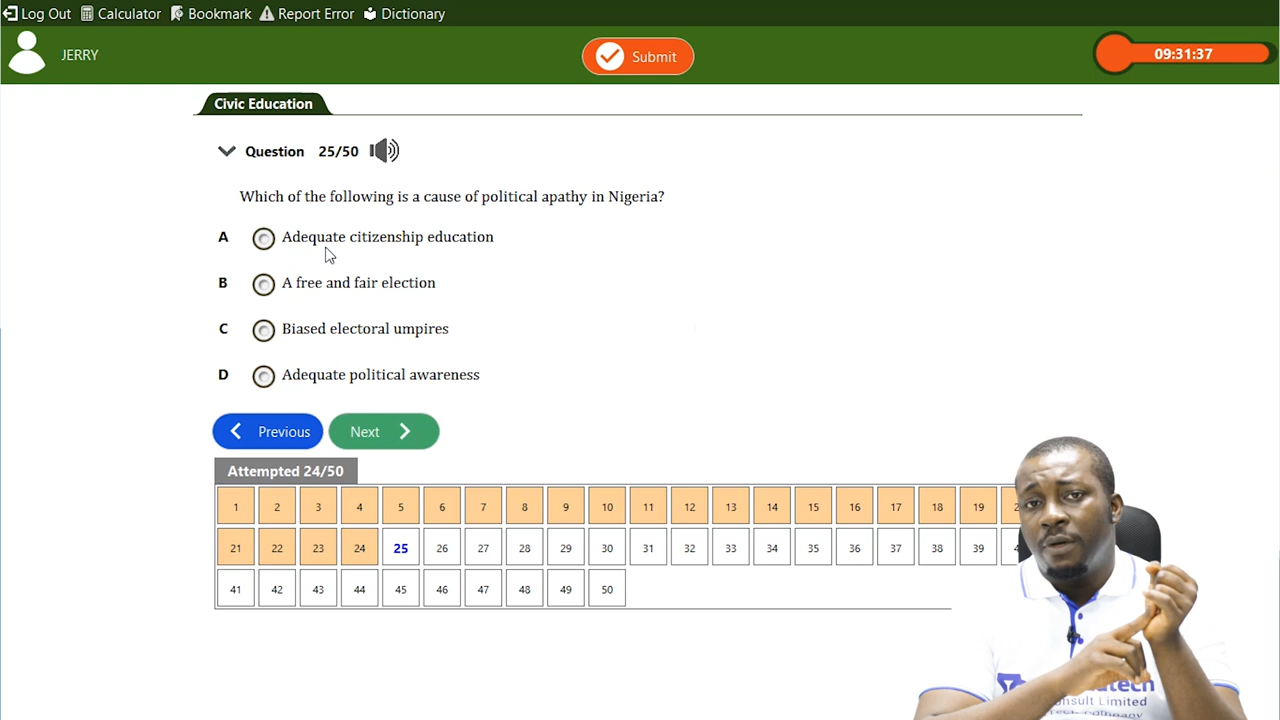 Log Out Calculator Bookmark Report Error Dictionary
JERRY
Submit
09:31:37
Civic Education
Question 25/50
Which of the following is a cause of political apathy in Nigeria?
A Adequate citizenship education
B A free and fair election
C Biased electoral umpires
D Adequate political awareness
Previous Next
Attempted 24/50
1 2 3 4 5 6 7 8 9 10 11 12 13 14 15 16 17 18 19
21 22 23 24 25 26 27 28 29 30 31 32 33 34 35 36 37 38 39
41 42 43 44 45 46 47 48 49 50
Limited